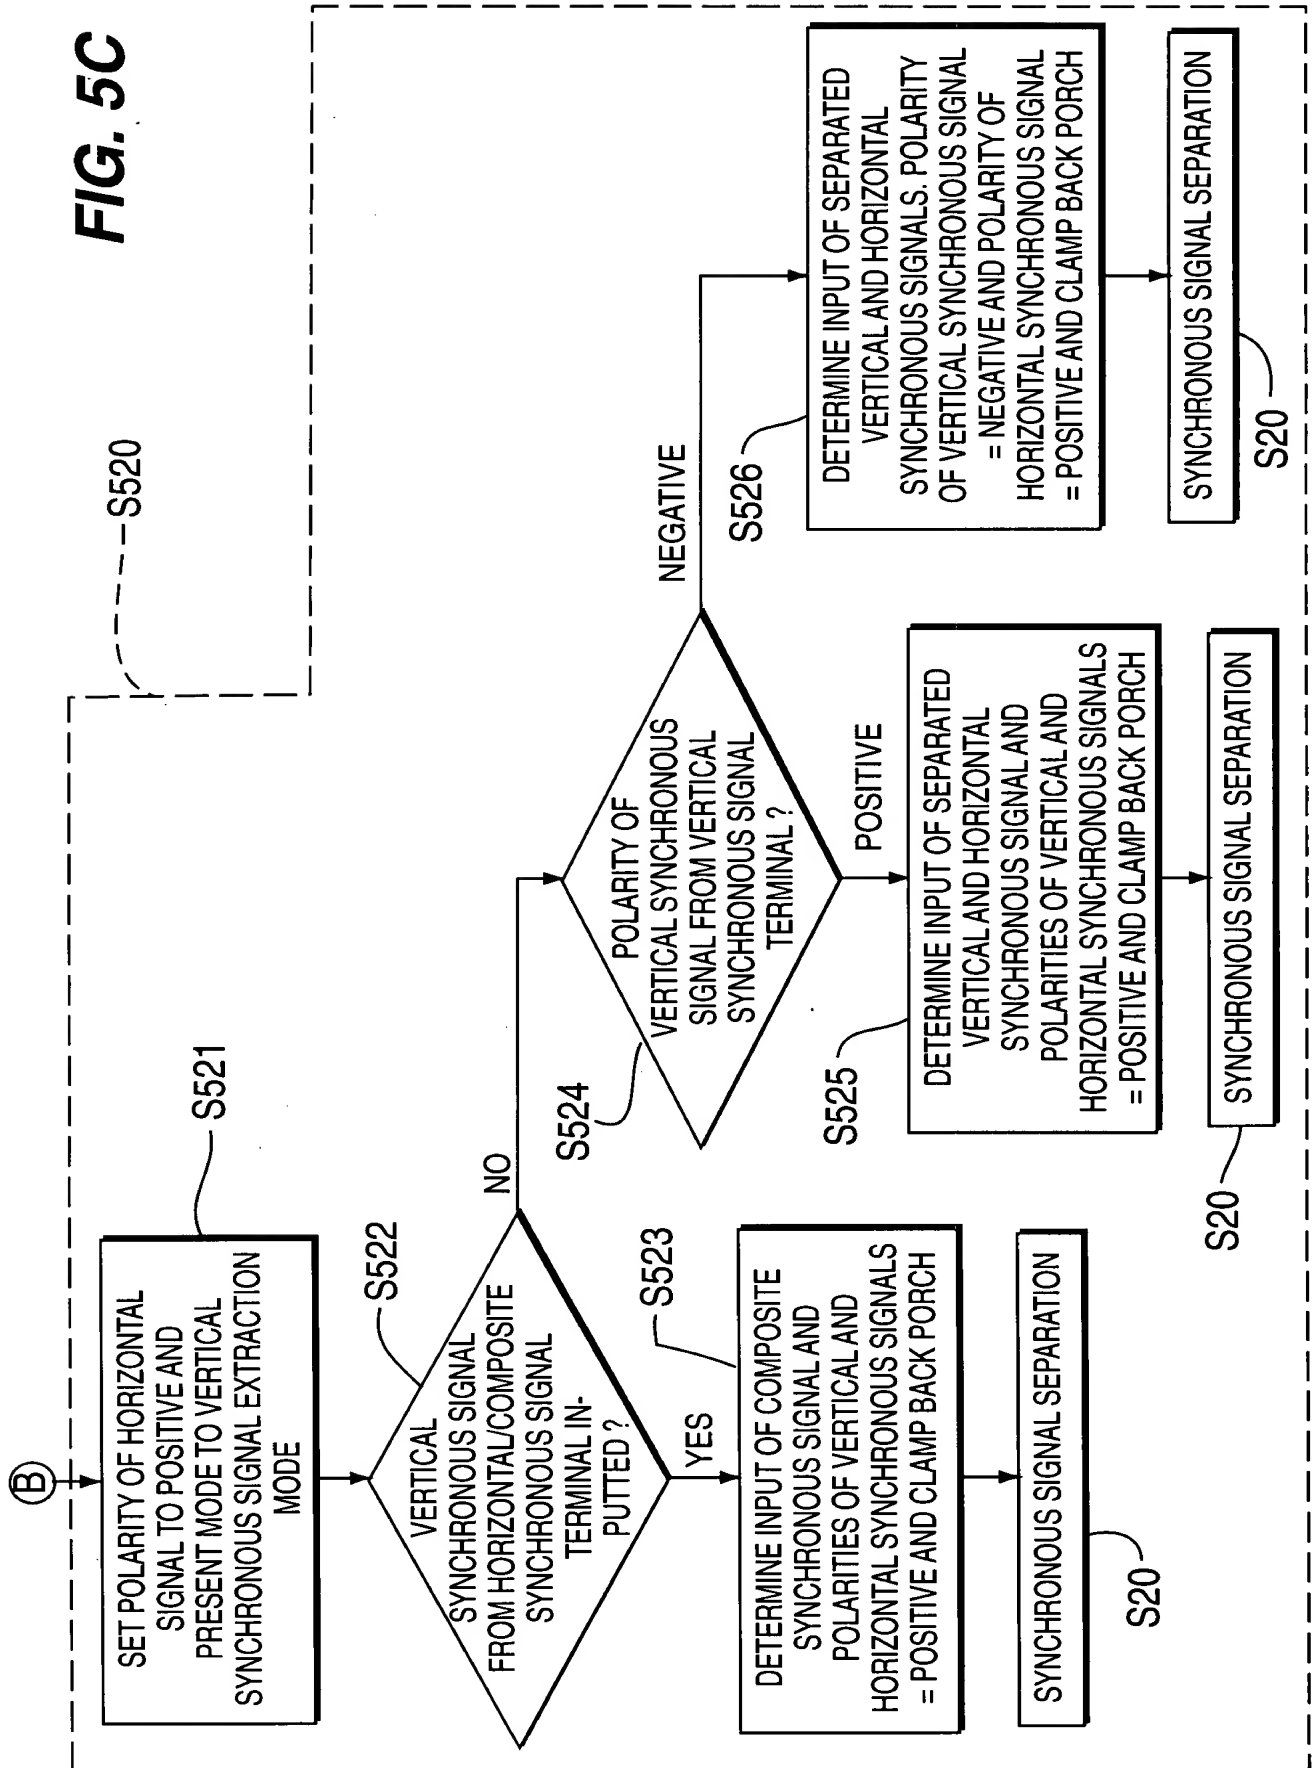 FIG. 5C
S520
B
SET POLARITY OF HORIZONTAL
SIGNAL TO POSITIVE AND
PRESENT MODE TO VERTICAL
SYNCHRONOUS SIGNAL EXTRACTION
MODE
S521
VERTICAL
SYNCHRONOUS SIGNAL
FROM HORIZONTAL/COMPOSITE
SYNCHRONOUS SIGNAL
TERMINAL IN-
PUTTED ?
S522
NO
YES
DETERMINE INPUT OF COMPOSITE
SYNCHRONOUS SIGNAL AND
POLARITIES OF VERTICAL AND
HORIZONTAL SYNCHRONOUS SIGNALS
= POSITIVE AND CLAMP BACK PORCH
S523
SYNCHRONOUS SIGNAL SEPARATION
S20
POLARITY OF
VERTICAL SYNCHRONOUS
SIGNAL FROM VERTICAL
SYNCHRONOUS SIGNAL
TERMINAL ?
S524
NEGATIVE
POSITIVE
DETERMINE INPUT OF SEPARATED
VERTICAL AND HORIZONTAL
SYNCHRONOUS SIGNAL AND
POLARITIES OF VERTICAL AND
HORIZONTAL SYNCHRONOUS SIGNALS
= POSITIVE AND CLAMP BACK PORCH
S525
SYNCHRONOUS SIGNAL SEPARATION
S20
DETERMINE INPUT OF SEPARATED
VERTICAL AND HORIZONTAL
SYNCHRONOUS SIGNALS. POLARITY
OF VERTICAL SYNCHRONOUS SIGNAL
= NEGATIVE AND POLARITY OF
HORIZONTAL SYNCHRONOUS SIGNAL
= POSITIVE AND CLAMP BACK PORCH
S526
SYNCHRONOUS SIGNAL SEPARATION
S20